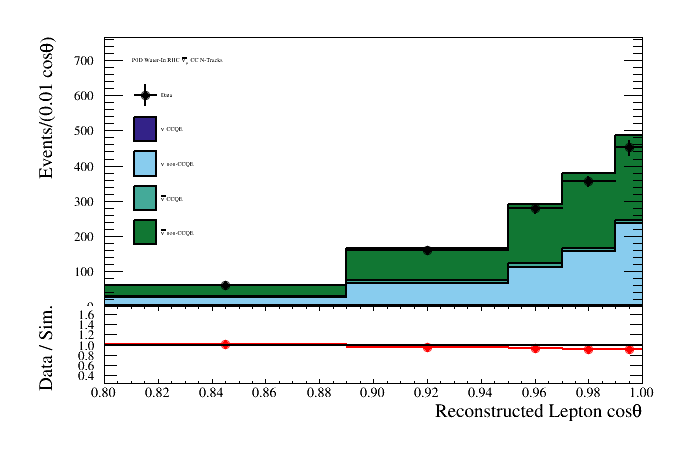 P0D Water-In RHC ν̄μ CC N-Tracks
Data
ν CCQE
ν non-CCQE
ν̄ CCQE
ν̄ non-CCQE
Events/(0.01 cosθ)
700
600
500
400
300
200
100
0
Data / Sim.
1.6
1.4
1.2
1.0
0.8
0.6
0.4
0.80 0.82 0.84 0.86 0.88 0.90 0.92 0.94 0.96 0.98 1.00
Reconstructed Lepton cosθ